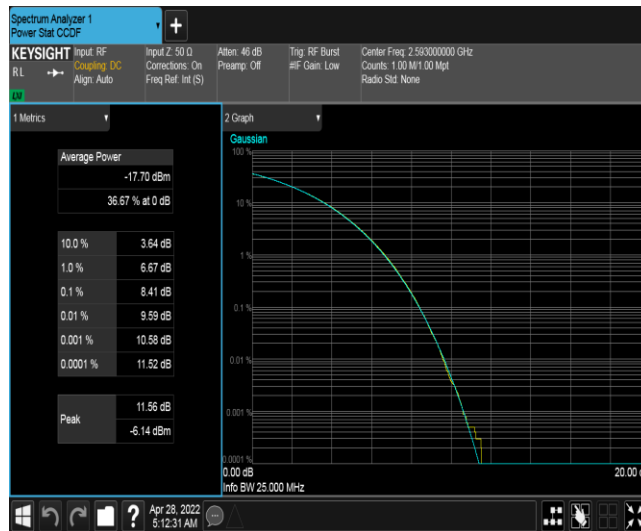 Spectrum Analyzer 1
Power Stat CCDF
+
KEYSIGHT
RL
Input: RF
Coupling: DC
Align: Auto
Input Z: 50 Ω
Corrections: On
Freq Ref: Int (S)
Atten: 46 dB
Preamp: Off
Trig: RF Burst
#IF Gain: Low
Center Freq: 2.593000000 GHz
Counts: 1.00 M/1.00 Mpt
Radio Std: None
1 Metrics
Average Power
-17.70 dBm
36.67 % at 0 dB
10.0 % 3.64 dB
1.0 % 6.67 dB
0.1 % 8.41 dB
0.01 % 9.59 dB
0.001 % 10.58 dB
0.0001 % 11.52 dB
Peak
11.56 dB
-6.14 dBm
2 Graph
Gaussian
100 %
10 %
1 %
0.1 %
0.01 %
0.001 %
0.0001 %
0.00 dB
20.00
Info BW 25.000 MHz
?
Apr 28, 2022
5:12:31 AM